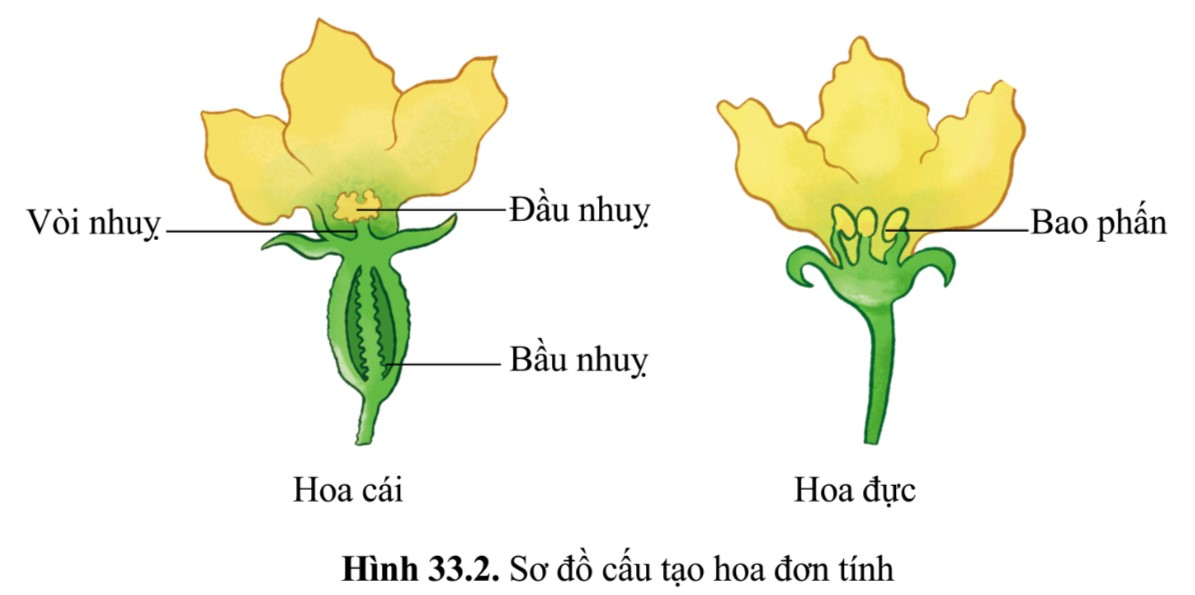 Vòi nhuỵ
Đầu nhuỵ
Bầu nhuỵ
Bao phấn
Hoa cái
Hoa đực
Hình 33.2. Sơ đồ cấu tạo hoa đơn tính